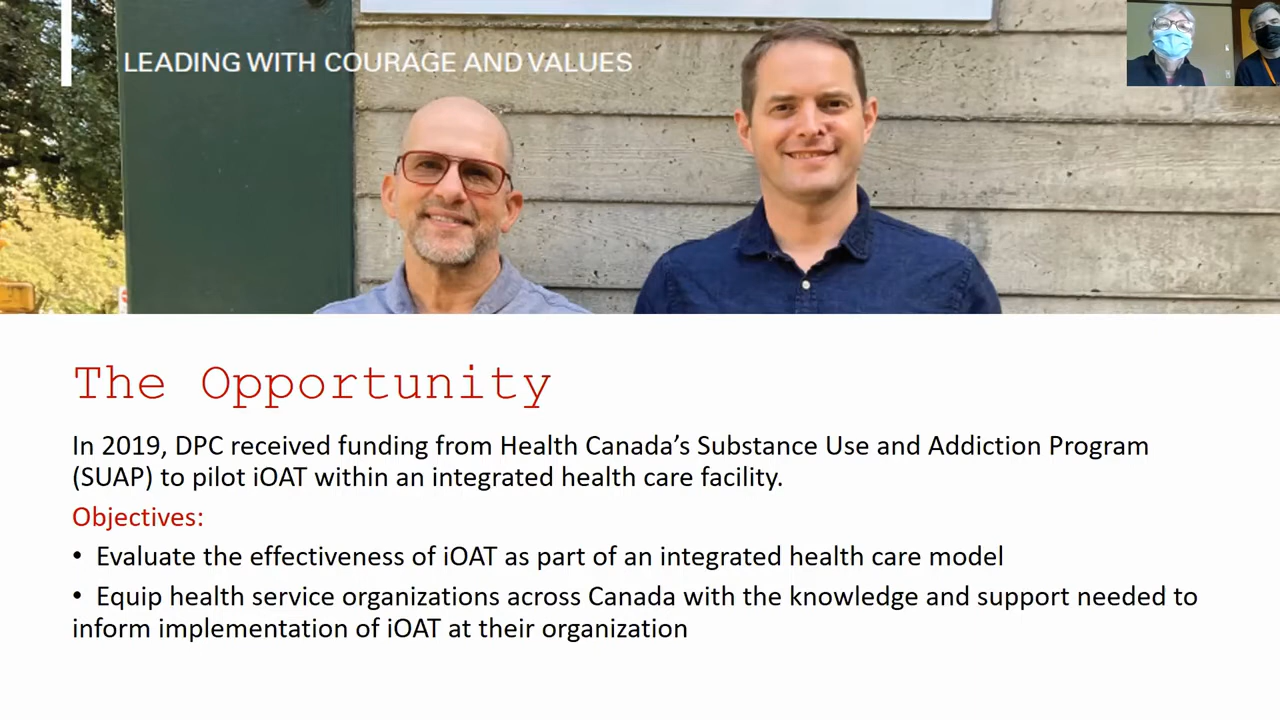 LEADING WITH COURAGE AND VALUES
The Opportunity
In 2019, DPC received funding from Health Canada’s Substance Use and Addiction Program
(SUAP) to pilot iOAT within an integrated health care facility.
Objectives:
• Evaluate the effectiveness of iOAT as part of an integrated health care model
• Equip health service organizations across Canada with the knowledge and support needed to
inform implementation of iOAT at their organization